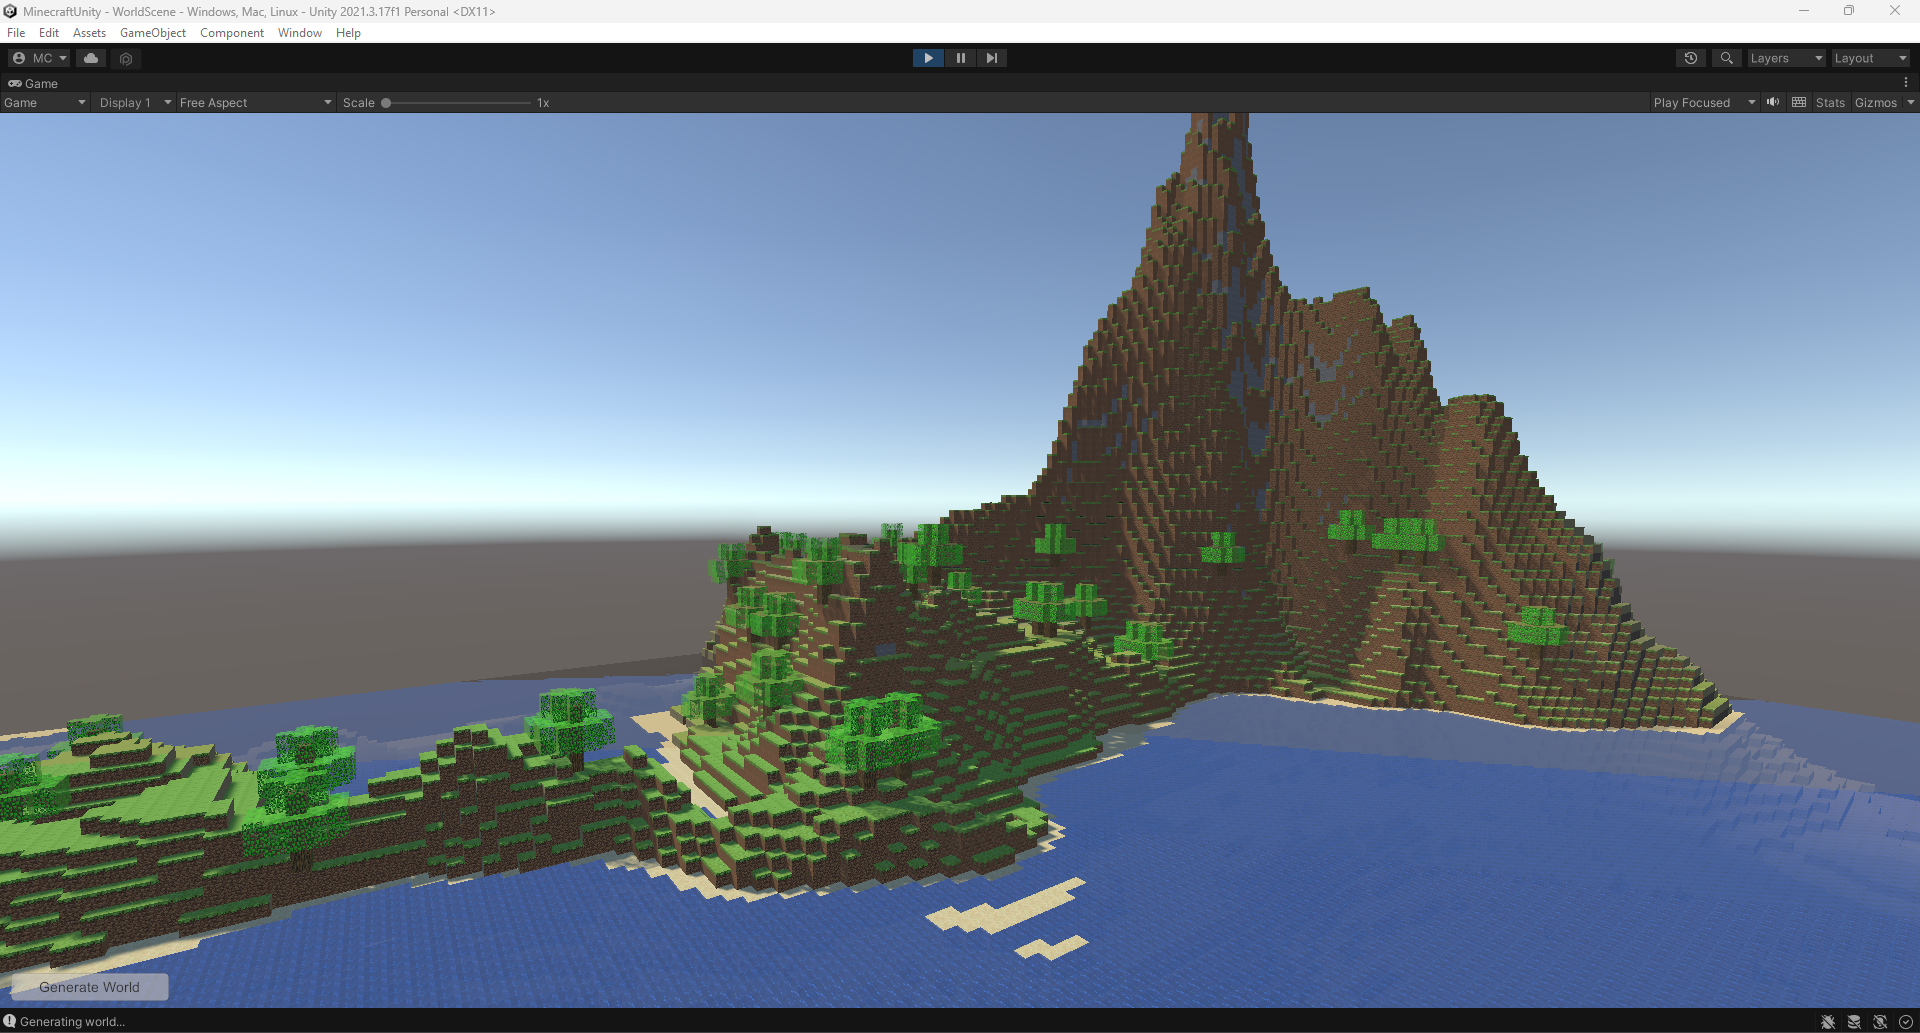 MinecraftUnity - WorldScene - Windows, Mac, Linux - Unity 2021.3.17f1 Personal <DX11>
File Edit Assets GameObject Component Window Help
MC Layers Layout
Game
Game Display 1 Free Aspect Scale 1x Play Focused Stats Gizmos
Generate World
Generating world...